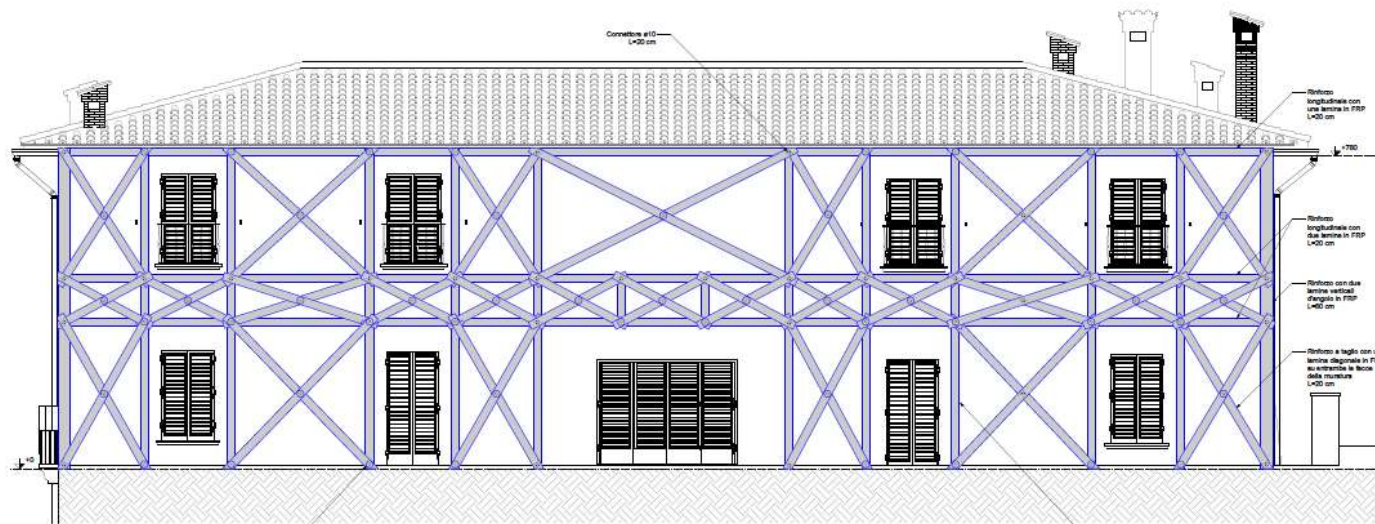 Connettore ø10
L=20 cm
Rinforzo
longitudinale con
una lamina in FRP
L=20 cm
+780
Rinforzo
longitudinale con
due lamine in FRP
L=20 cm
Rinforzo con due
lamine verticali
d'angolo in FRP
L=60 cm
Rinforzo a taglio con
lamina diagonale in
su entrambe le facce
della muratura
L=20 cm
+0